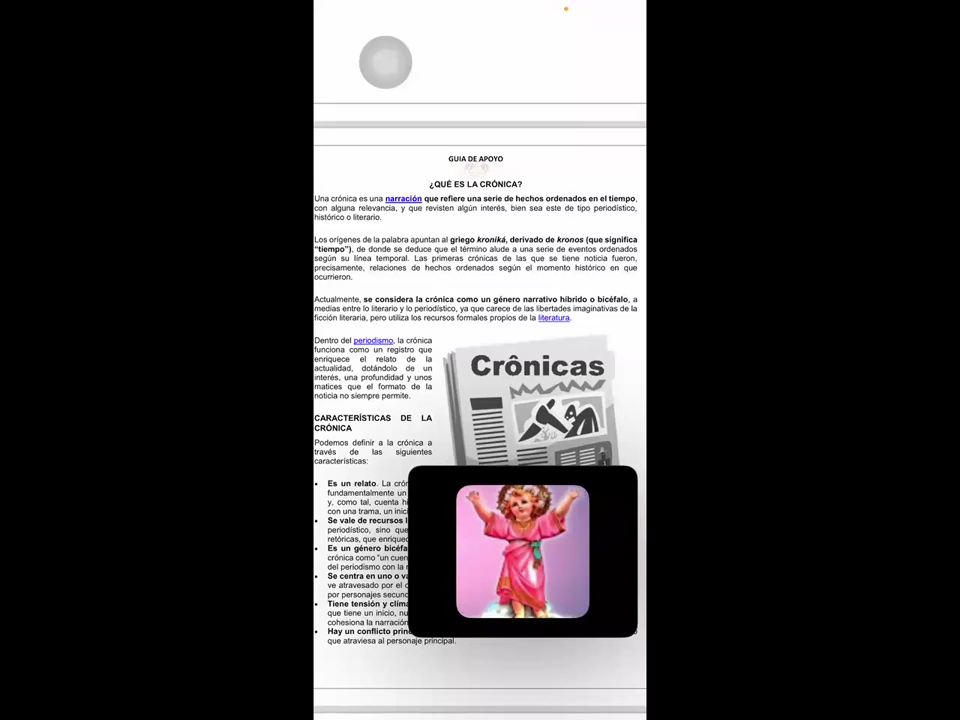 GUIA DE APOYO
¿QUÉ ES LA CRÓNICA?
Una crónica es una narración que refiere una serie de hechos ordenados en el tiempo,
con alguna relevancia, y que revisten algún interés, bien sea este de tipo periodístico,
histórico o literario.
Los orígenes de la palabra apuntan al griego kroniká, derivado de kronos (que significa
“tiempo”), de donde se deduce que el término alude a una serie de eventos ordenados
según su línea temporal. Las primeras crónicas de las que se tiene noticia fueron,
precisamente, relaciones de hechos ordenados según el momento histórico en que
ocurrieron.
Actualmente, se considera la crónica como un género narrativo híbrido o bicéfalo, a
medias entre lo literario y lo periodístico, ya que carece de las libertades imaginativas de la
ficción literaria, pero utiliza los recursos formales propios de la literatura.
Dentro del periodismo, la crónica
funciona como un registro que
enriquece el relato de la
actualidad, dotándolo de un
interés, una profundidad y unos
matices que el formato de la
noticia no siempre permite.
Crônicas
CARACTERÍSTICAS DE LA
CRÓNICA
Podemos definir a la crónica a
través de las siguientes
características:
• Es un relato. La
fundamentalmente un
y, como tal, cuenta
con una trama, un
• Se vale de recursos
periodístico, sino que
retóricas, que
• Es un género
crónica como “un
del periodismo con la
• Se centra en uno o
ve atravesado por el
por personajes
• Tiene tensión y
que tiene un inicio,
cohesiona la narración
• Hay un conflicto
que atraviesa al personaje principal.